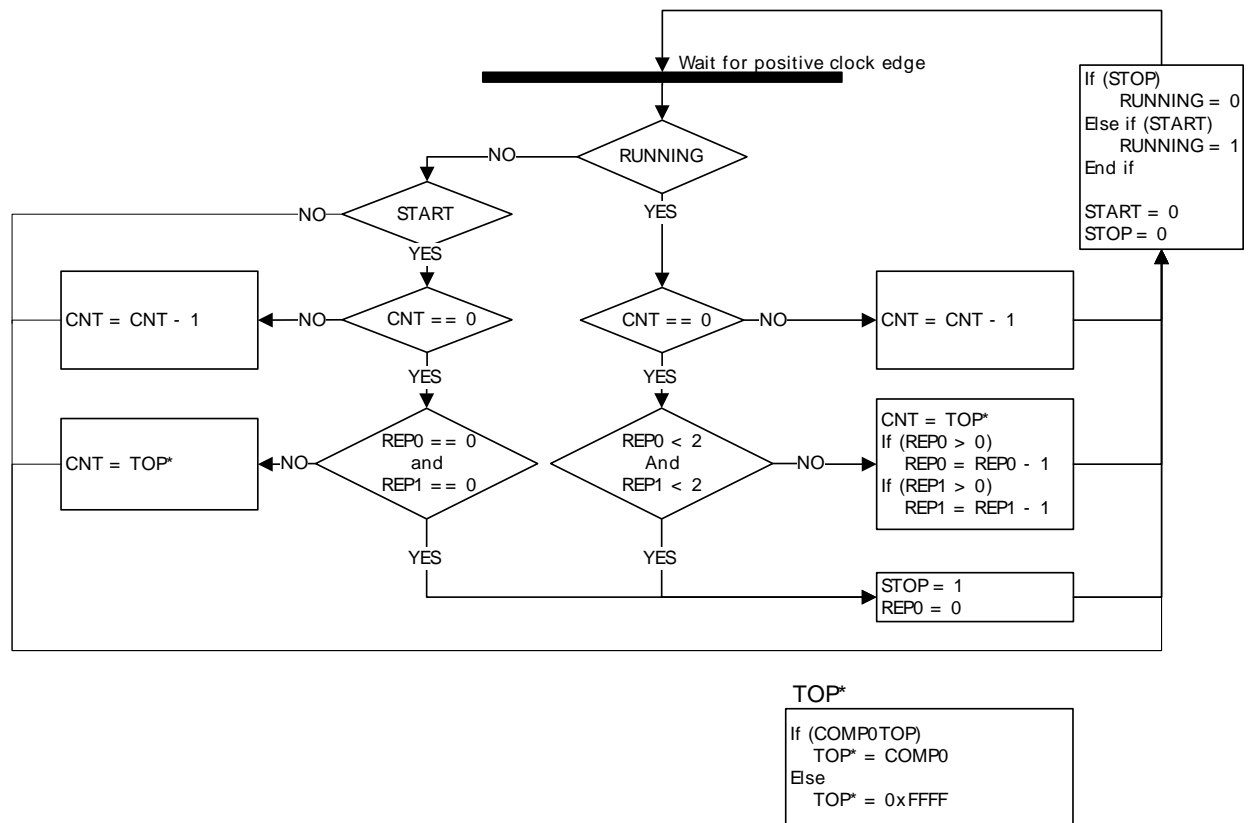 Wait for positive clock edge
If (STOP)
RUNNING = 0
Else if (START)
RUNNING = 1
End if
START = 0
STOP = 0
RUNNING
NO
YES
START
NO
YES
CNT = CNT - 1
NO
CNT == 0
YES
CNT == 0
NO
YES
CNT = CNT - 1
CNT = TOP*
NO
REP0 == 0
and
REP1 == 0
YES
REP0 < 2
And
REP1 < 2
NO
YES
CNT = TOP*
If (REP0 > 0)
REP0 = REP0 - 1
If (REP1 > 0)
REP1 = REP1 - 1
STOP = 1
REP0 = 0
TOP*
If (COMP0TOP)
TOP* = COMP0
Else
TOP* = 0xFFFF